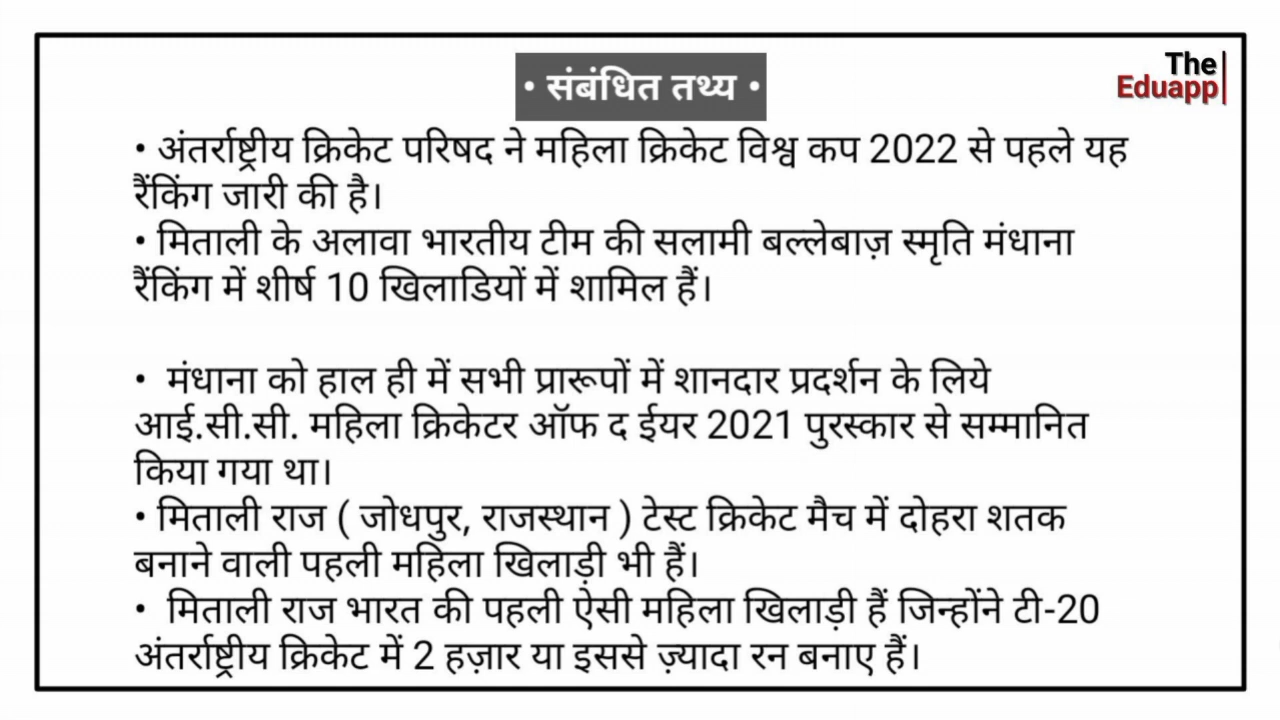 • संबंधित तथ्य •
The
Eduapp
• अंतर्राष्ट्रीय क्रिकेट परिषद ने महिला क्रिकेट विश्व कप 2022 से पहले यह
रैंकिंग जारी की है।
• मिताली के अलावा भारतीय टीम की सलामी बल्लेबाज़ स्मृति मंधाना
रैंकिंग में शीर्ष 10 खिलाडियों में शामिल हैं।
• मंधाना को हाल ही में सभी प्रारूपों में शानदार प्रदर्शन के लिये
आई.सी.सी. महिला क्रिकेटर ऑफ द ईयर 2021 पुरस्कार से सम्मानित
किया गया था।
• मिताली राज ( जोधपुर, राजस्थान ) टेस्ट क्रिकेट मैच में दोहरा शतक
बनाने वाली पहली महिला खिलाड़ी भी हैं।
• मिताली राज भारत की पहली ऐसी महिला खिलाड़ी हैं जिन्होंने टी-20
अंतर्राष्ट्रीय क्रिकेट में 2 हज़ार या इससे ज़्यादा रन बनाए हैं।